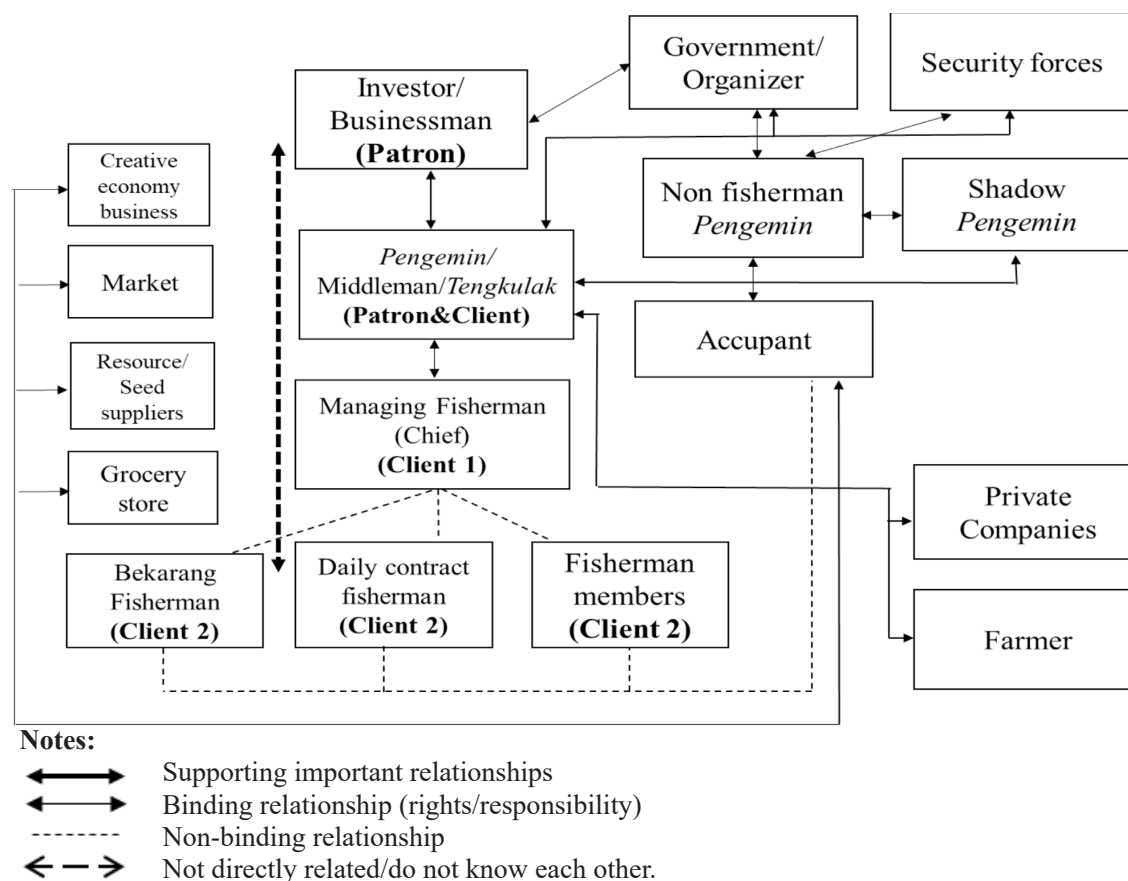 Government/
Organizer
Security forces
Investor/
Businessman
(Patron)
Creative
economy
business
Non fisherman
Pengemin
Shadow
Pengemin
Pengemin/
Middleman/Tengkulak
(Patron&Client)
Market
Accupant
Resource/
Seed
suppliers
Managing Fisherman
(Chief)
(Client 1)
Grocery
store
Private
Companies
Bekarang
Fisherman
(Client 2)
Daily contract
fisherman
(Client 2)
Fisherman
members
(Client 2)
Farmer
Notes:
Supporting important relationships
Binding relationship (rights/responsibility)
Non-binding relationship
Not directly related/do not know each other.